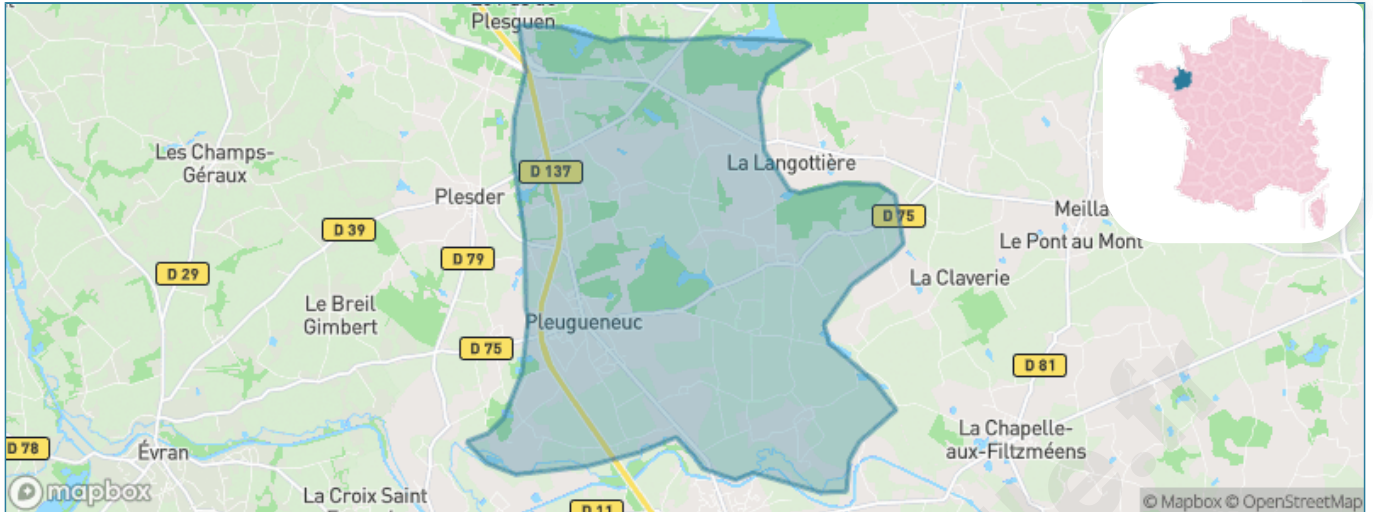 Plesguen
Les Champs-
Géraux
La Langottière
D 137
Plesder
D 75
Meilla
D 39
Le Pont au Mont
D 79
D 29
La Claverie
Le Breil
Gimbert
Pleugueneuc
D 75
D 81
La Chapelle-
aux-Filtzméens
D 78
Évran
mapbox
La Croix Saint
D 11
© Mapbox © OpenStreetMap